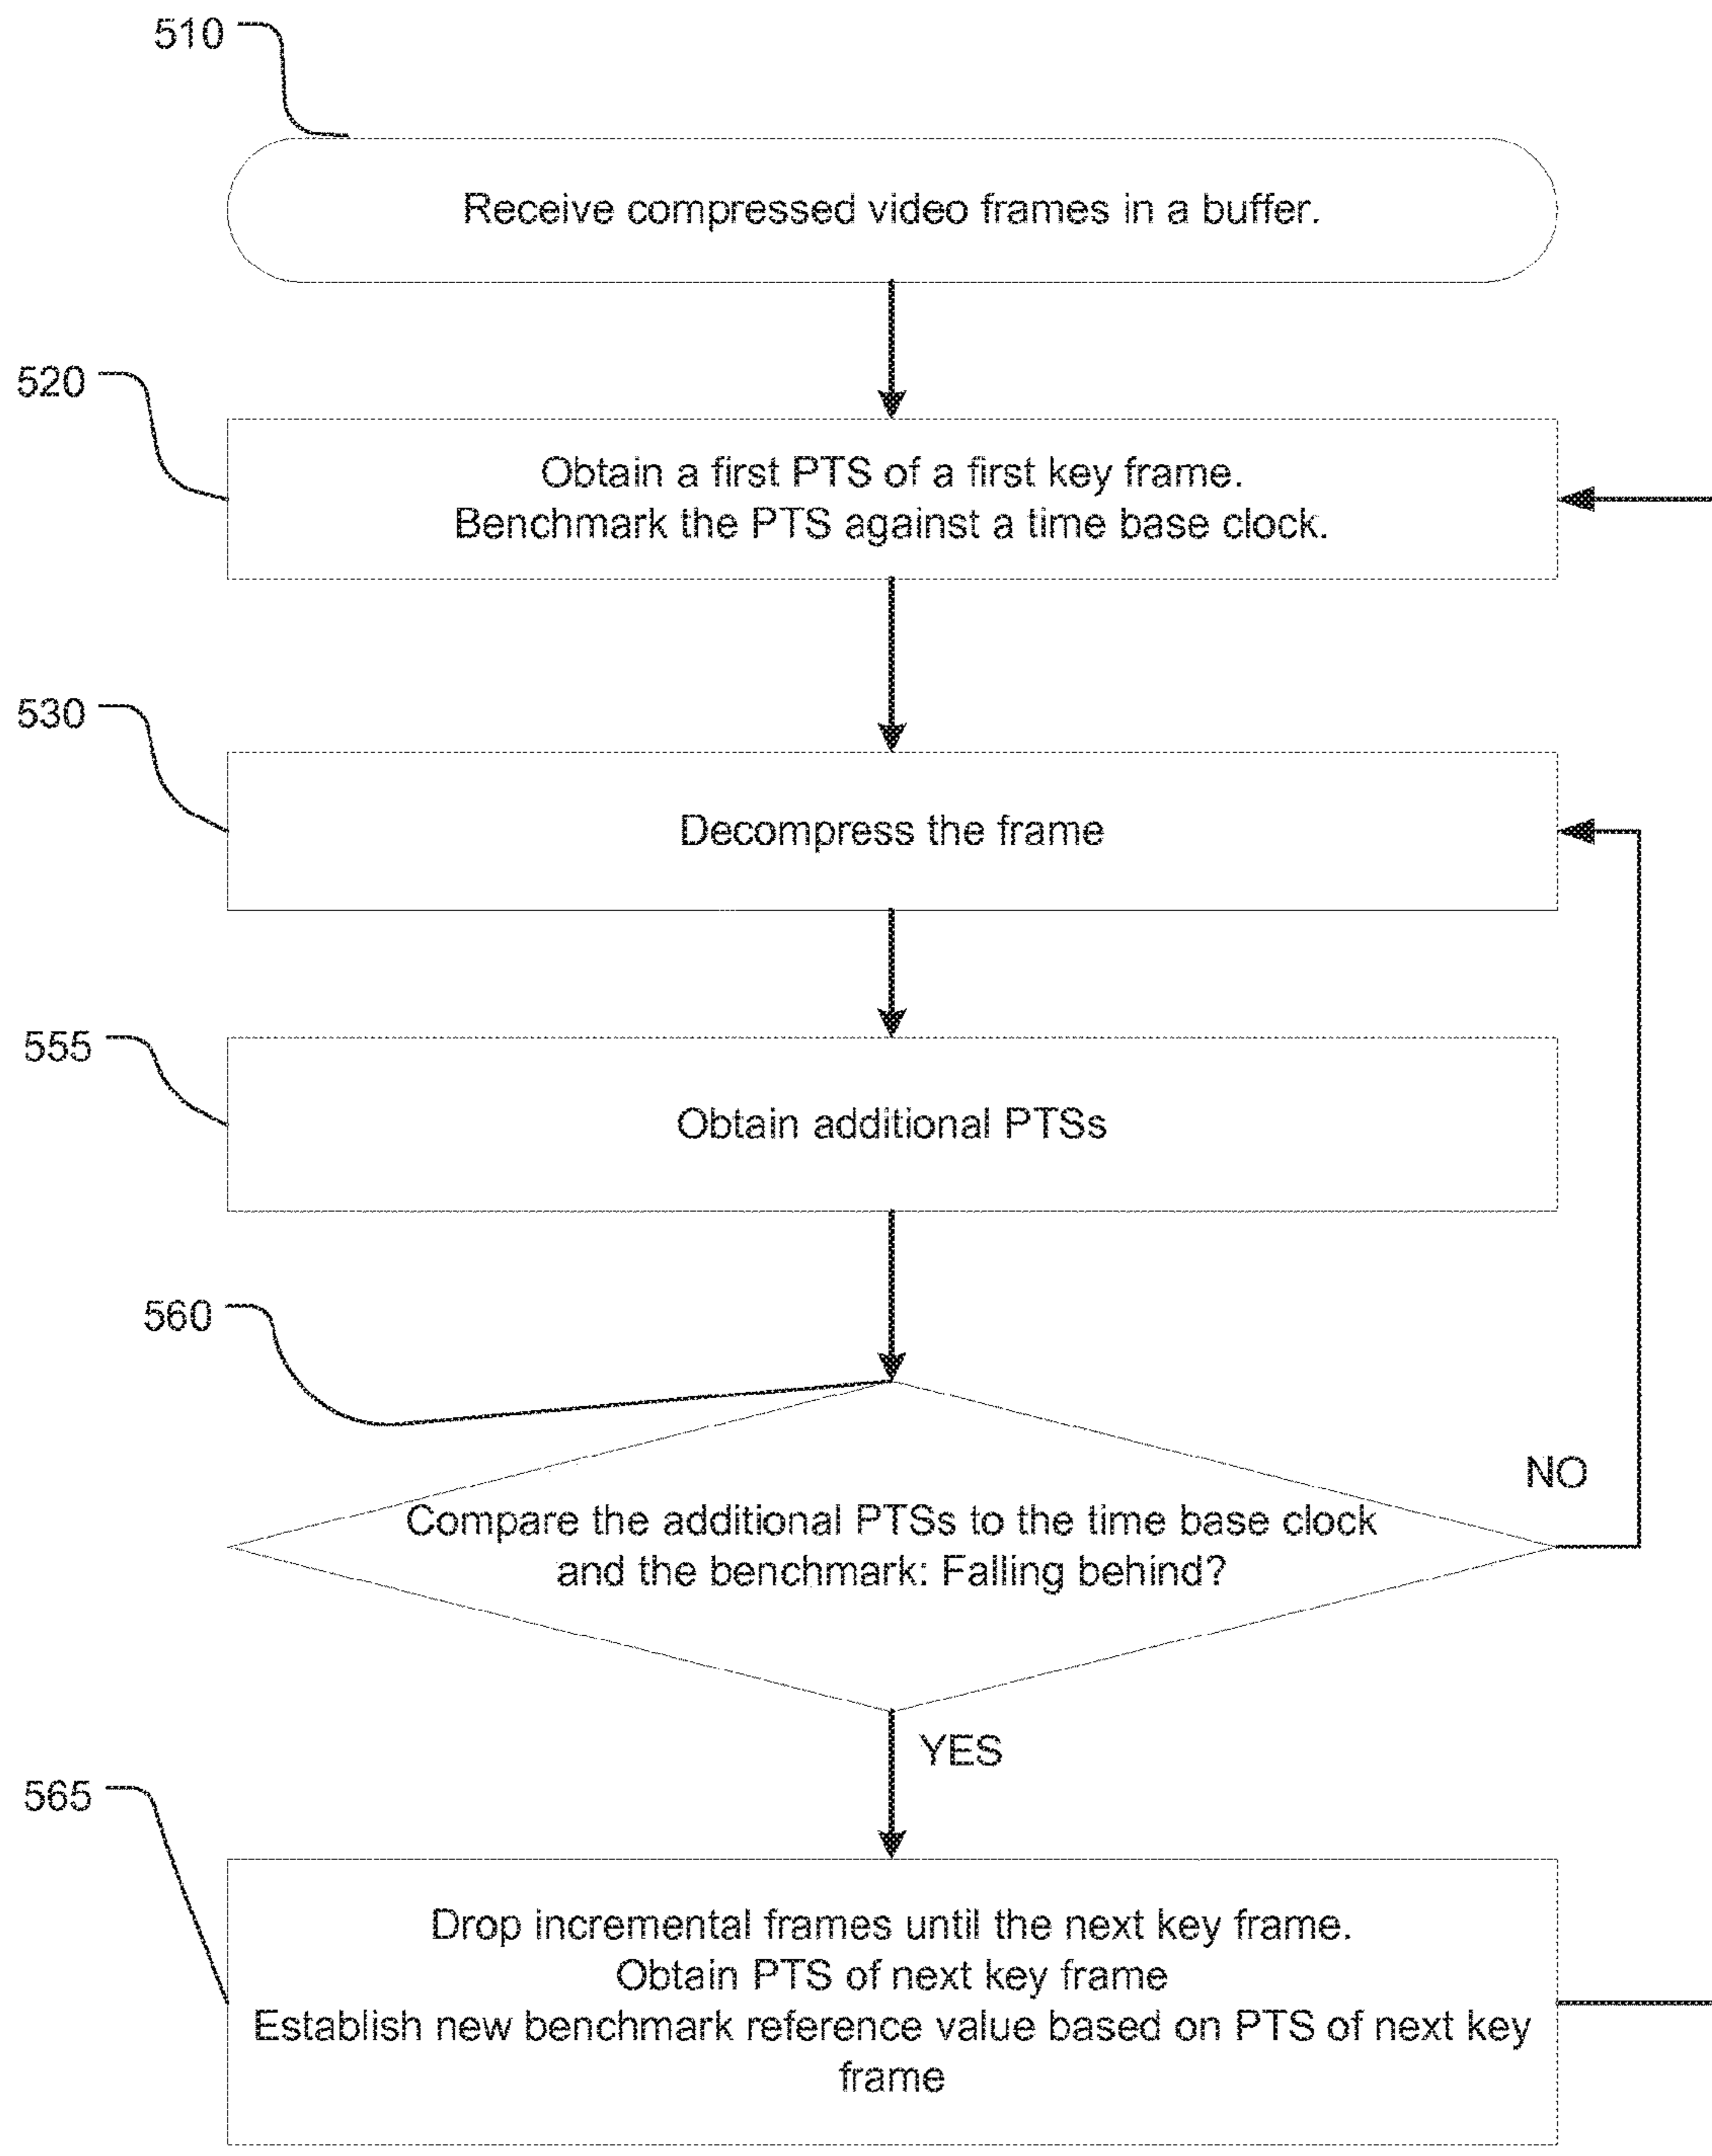 510
Receive compressed video frames in a buffer.
520
Obtain a first PTS of a first key frame.
Benchmark the PTS against a time base clock.
530
Decompress the frame
555
Obtain additional PTSs
560
NO
Compare the additional PTSs to the time base clock
and the benchmark: Falling behind?
YES
565
Drop incremental frames until the next key frame.
Obtain PTS of next key frame
Establish new benchmark reference value based on PTS of next key
frame